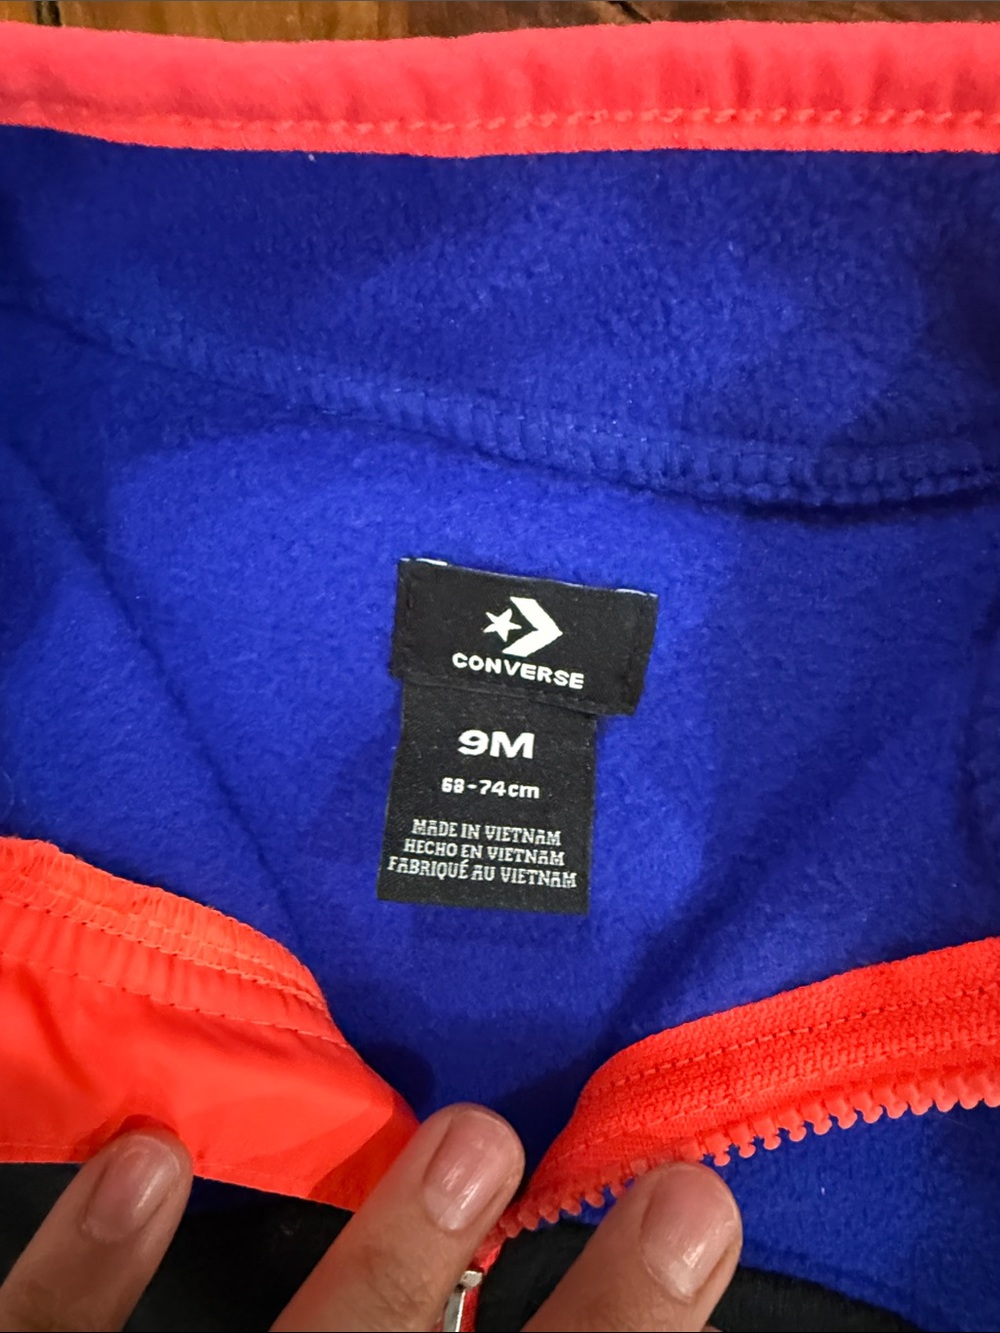 CONVERSE
9M
68-74cm
MADE IN VIETNAM
HECHO EN VIETNAM
FABRIQUÉ AU VIETNAM